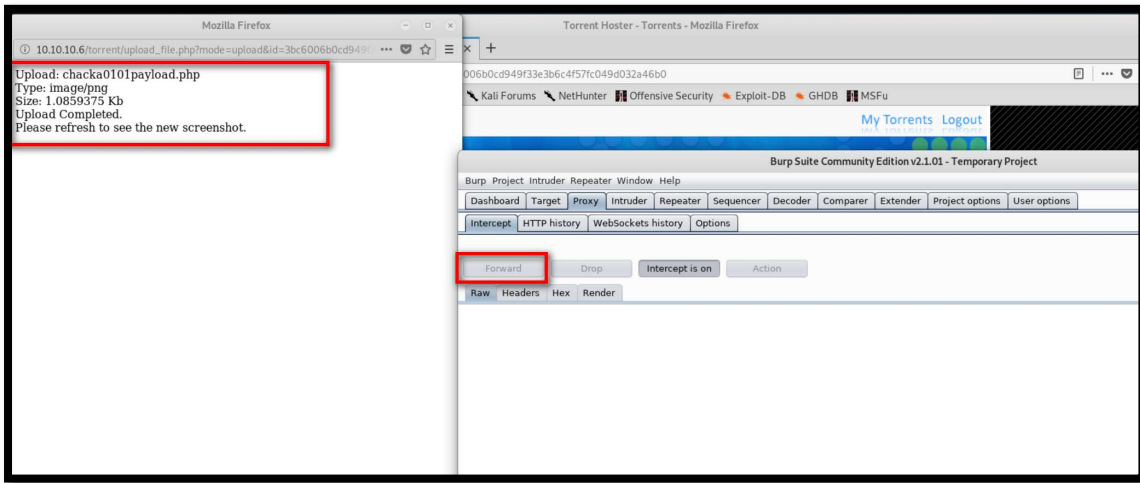 Mozilla Firefox
10.10.10.6/torrent/upload_file.php?mode=upload&id=3bc6006b0cd949
Upload: chacka0101payload.php
Type: image/png
Size: 1.0859375 Kb
Upload Completed.
Please refresh to see the new screenshot.
Torrent Hoster - Torrents - Mozilla Firefox
006b0cd949f33e3b6c4f57fc049d032a46b0
Kali Forums NetHunter Offensive Security Exploit-DB GHDB MSFu
My Torrents Logout
Burp Suite Community Edition v2.1.01 - Temporary Project
Burp Project Intruder Repeater Window Help
Dashboard Target Proxy Intruder Repeater Sequencer Decoder Comparer Extender Project options User options
Intercept HTTP history WebSockets history Options
Forward Drop Intercept is on Action
Raw Headers Hex Render